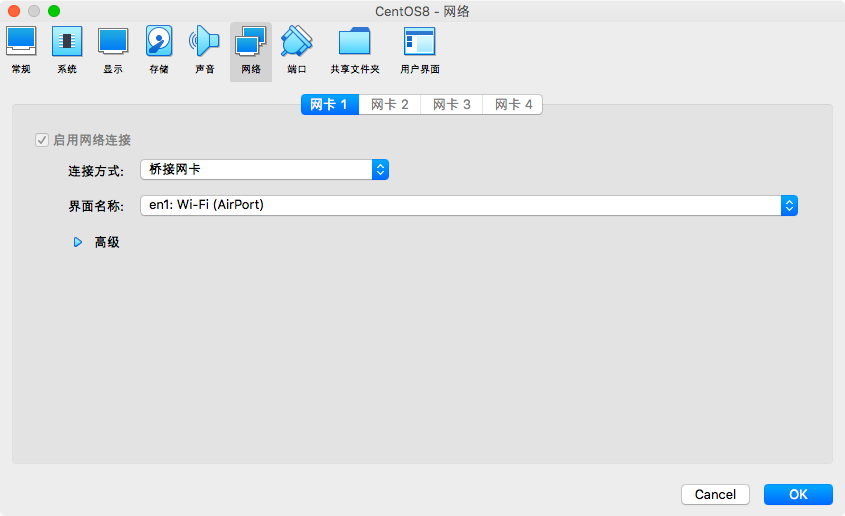 CentOS8 - 网络
常规 系统 显示 存储 声音 网络 端口 共享文件夹 用户界面
网卡 1 网卡 2 网卡 3 网卡 4
启用网络连接
连接方式: 桥接网卡
界面名称: en1: Wi-Fi (AirPort)
高级
Cancel OK